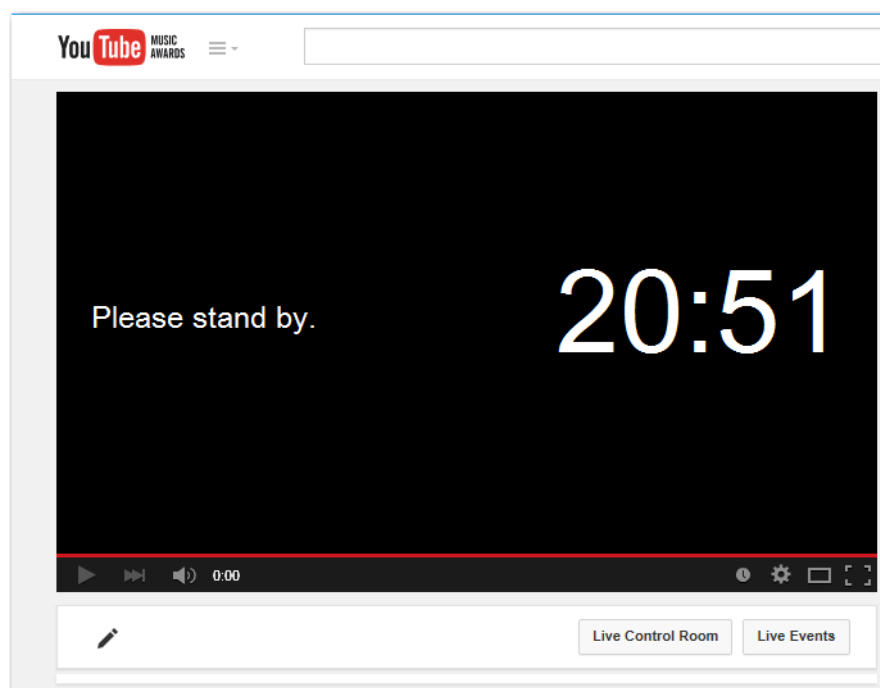 YouTube MUSIC AWARDS
Please stand by.
20:51
0:00
Live Control Room
Live Events